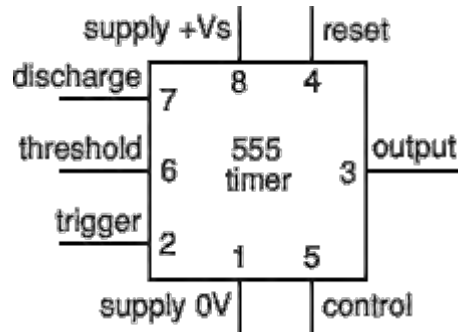 supply +Vs reset
discharge
7 8 4
threshold 555 output
6 timer 3
trigger
2 1 5
supply 0V control